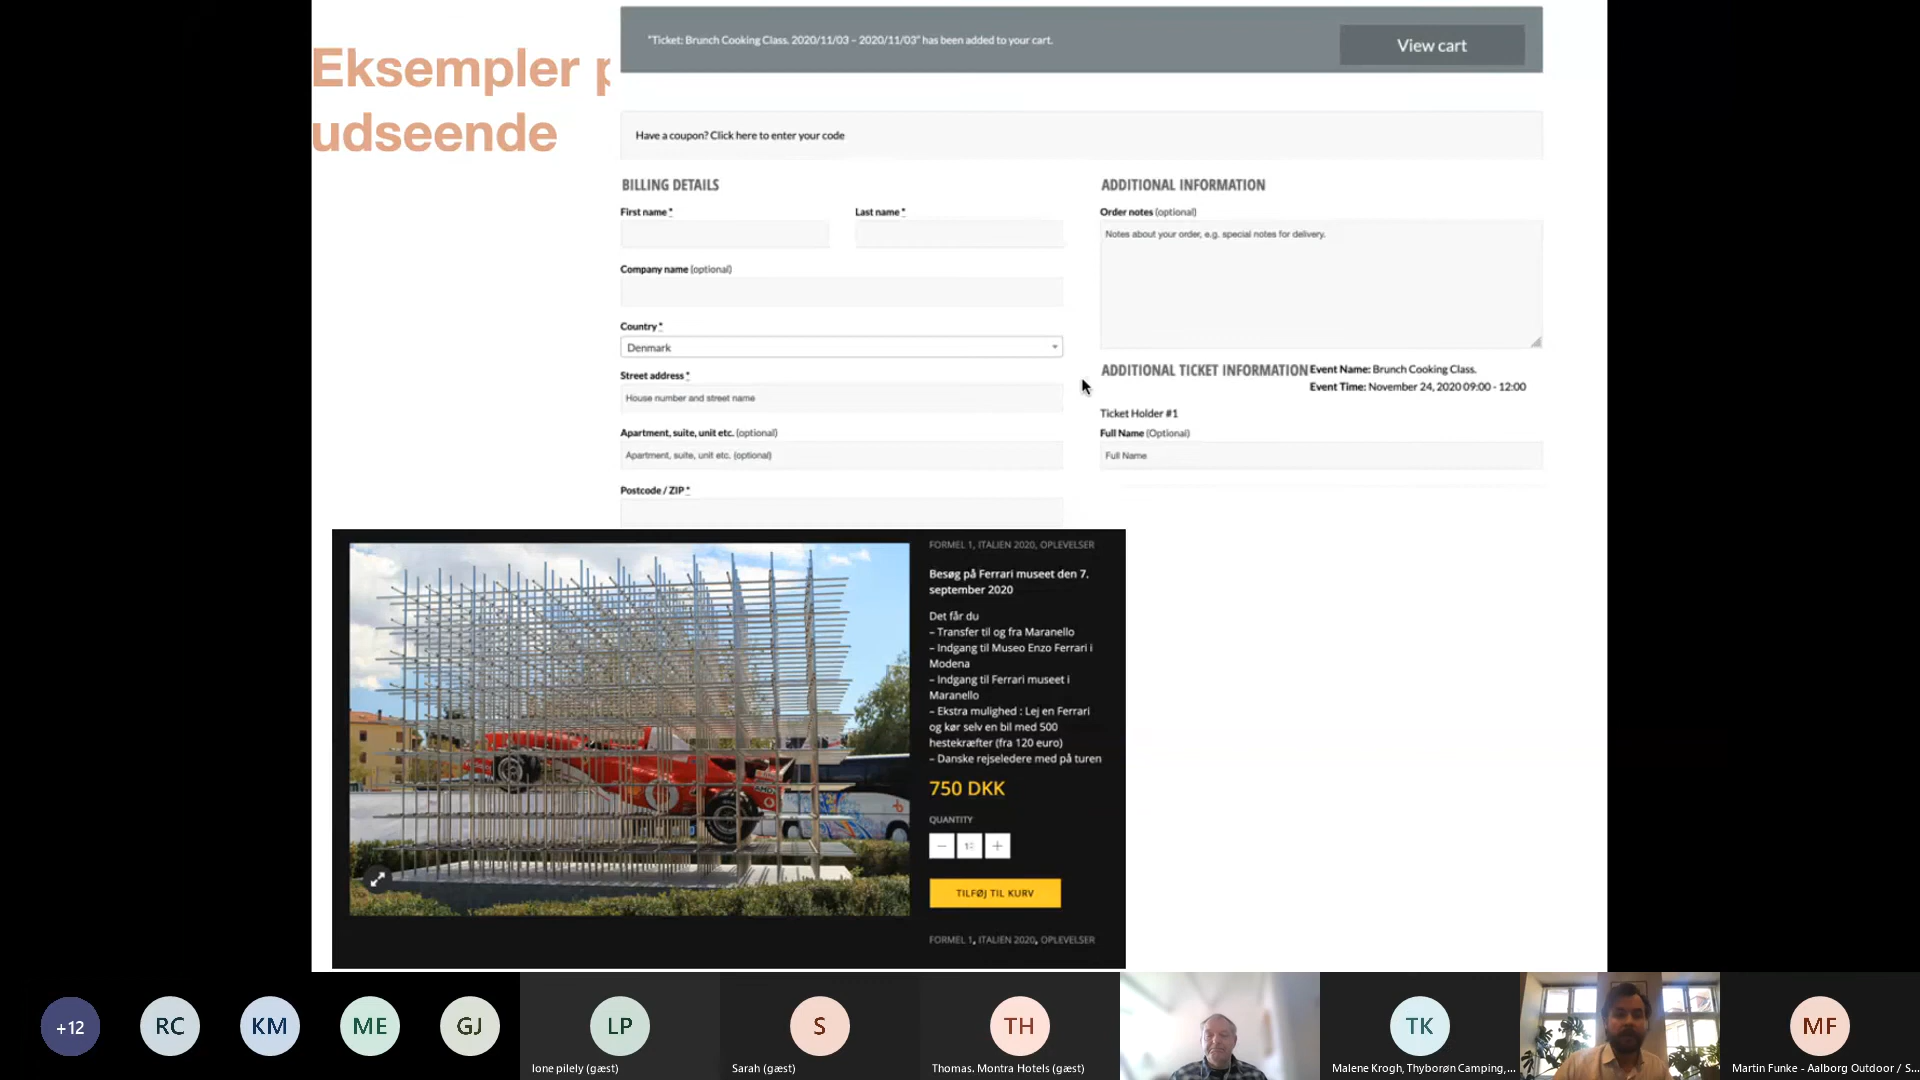 Eksempler p
udseende
"Ticket: Brunch Cooking Class. 2020/11/03 – 2020/11/03" has been added to your cart.
View cart
Have a coupon? Click here to enter your code
BILLING DETAILS
First name *
Last name *
Company name (optional)
Country *
Denmark
Street address *
House number and street name
Apartment, suite, unit etc. (optional)
Apartment, suite, unit etc. (optional)
Postcode / ZIP *
ADDITIONAL INFORMATION
Order notes (optional)
Notes about your order, e.g. special notes for delivery.
ADDITIONAL TICKET INFORMATION
Event Name: Brunch Cooking Class.
Event Time: November 24, 2020 09:00 - 12:00
Ticket Holder #1
Full Name (Optional)
Full Name
FORMEL 1, ITALIEN 2020, OPLEVELSER
Besøg på Ferrari museet den 7.
september 2020
Det får du
– Transfer til og fra Maranello
– Indgang til Museo Enzo Ferrari i
Modena
– Indgang til Ferrari museet i
Maranello
– Ekstra mulighed : Lej en Ferrari
og kør selv en bil med 500
hestekræfter (fra 120 euro)
– Danske rejseledere med på turen
750 DKK
QUANTITY
− 1 +
TILFØJ TIL KURV
FORMEL 1, ITALIEN 2020, OPLEVELSER
+12
RC
KM
ME
GJ
LP
S
TH
TK
MF
lone pilely (gæst)
Sarah (gæst)
Thomas. Montra Hotels (gæst)
Malene Krogh, Thyborøn Camping,...
Martin Funke - Aalborg Outdoor / S...